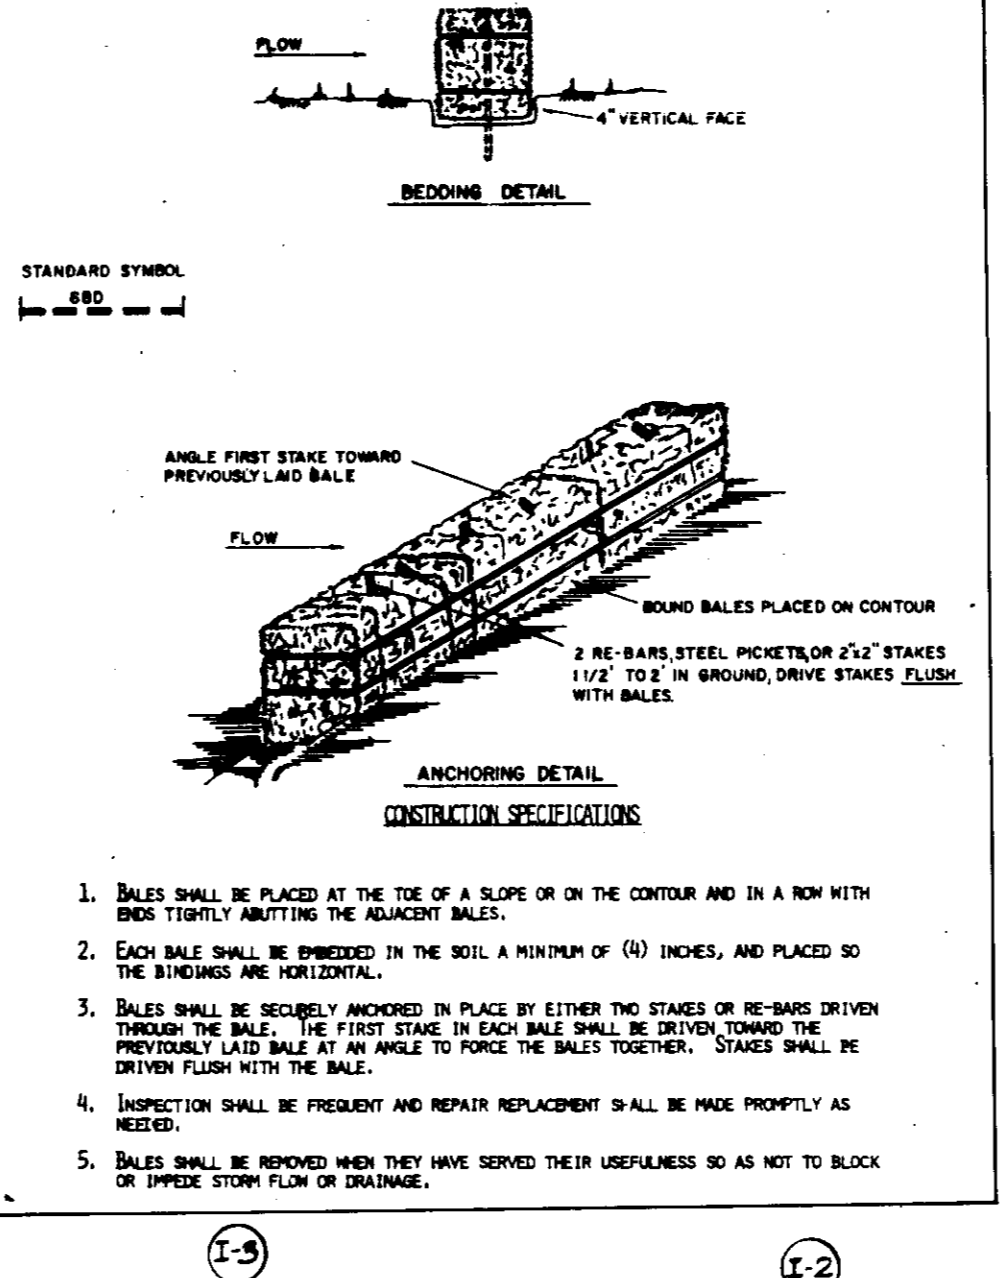 FLOW
4" VERTICAL FACE
BEDDING DETAIL
STANDARD SYMBOL
SBD
ANGLE FIRST STAKE TOWARD
PREVIOUSLY LAID BALE
FLOW
BOUND BALES PLACED ON CONTOUR
2 RE-BARS, STEEL PICKETS, OR 2"x2" STAKES
1 1/2' TO 2' IN GROUND, DRIVE STAKES FLUSH
WITH BALES.
ANCHORING DETAIL
CONSTRUCTION SPECIFICATIONS
1. BALES SHALL BE PLACED AT THE TOE OF A SLOPE OR ON THE CONTOUR AND IN A ROW WITH
ENDS TIGHTLY ABUTTING THE ADJACENT BALES.
2. EACH BALE SHALL BE EMBEDDED IN THE SOIL A MINIMUM OF (4) INCHES, AND PLACED SO
THE BINDINGS ARE HORIZONTAL.
3. BALES SHALL BE SECURELY ANCHORED IN PLACE BY EITHER TWO STAKES OR RE-BARS DRIVEN
THROUGH THE BALE. THE FIRST STAKE IN EACH BALE SHALL BE DRIVEN TOWARD THE
PREVIOUSLY LAID BALE AT AN ANGLE TO FORCE THE BALES TOGETHER. STAKES SHALL BE
DRIVEN FLUSH WITH THE BALE.
4. INSPECTION SHALL BE FREQUENT AND REPAIR REPLACEMENT SHALL BE MADE PROMPTLY AS
NEEDED.
5. BALES SHALL BE REMOVED WHEN THEY HAVE SERVED THEIR USEFULNESS SO AS NOT TO BLOCK
OR IMPEDE STORM FLOW OR DRAINAGE.
I-3
I-2